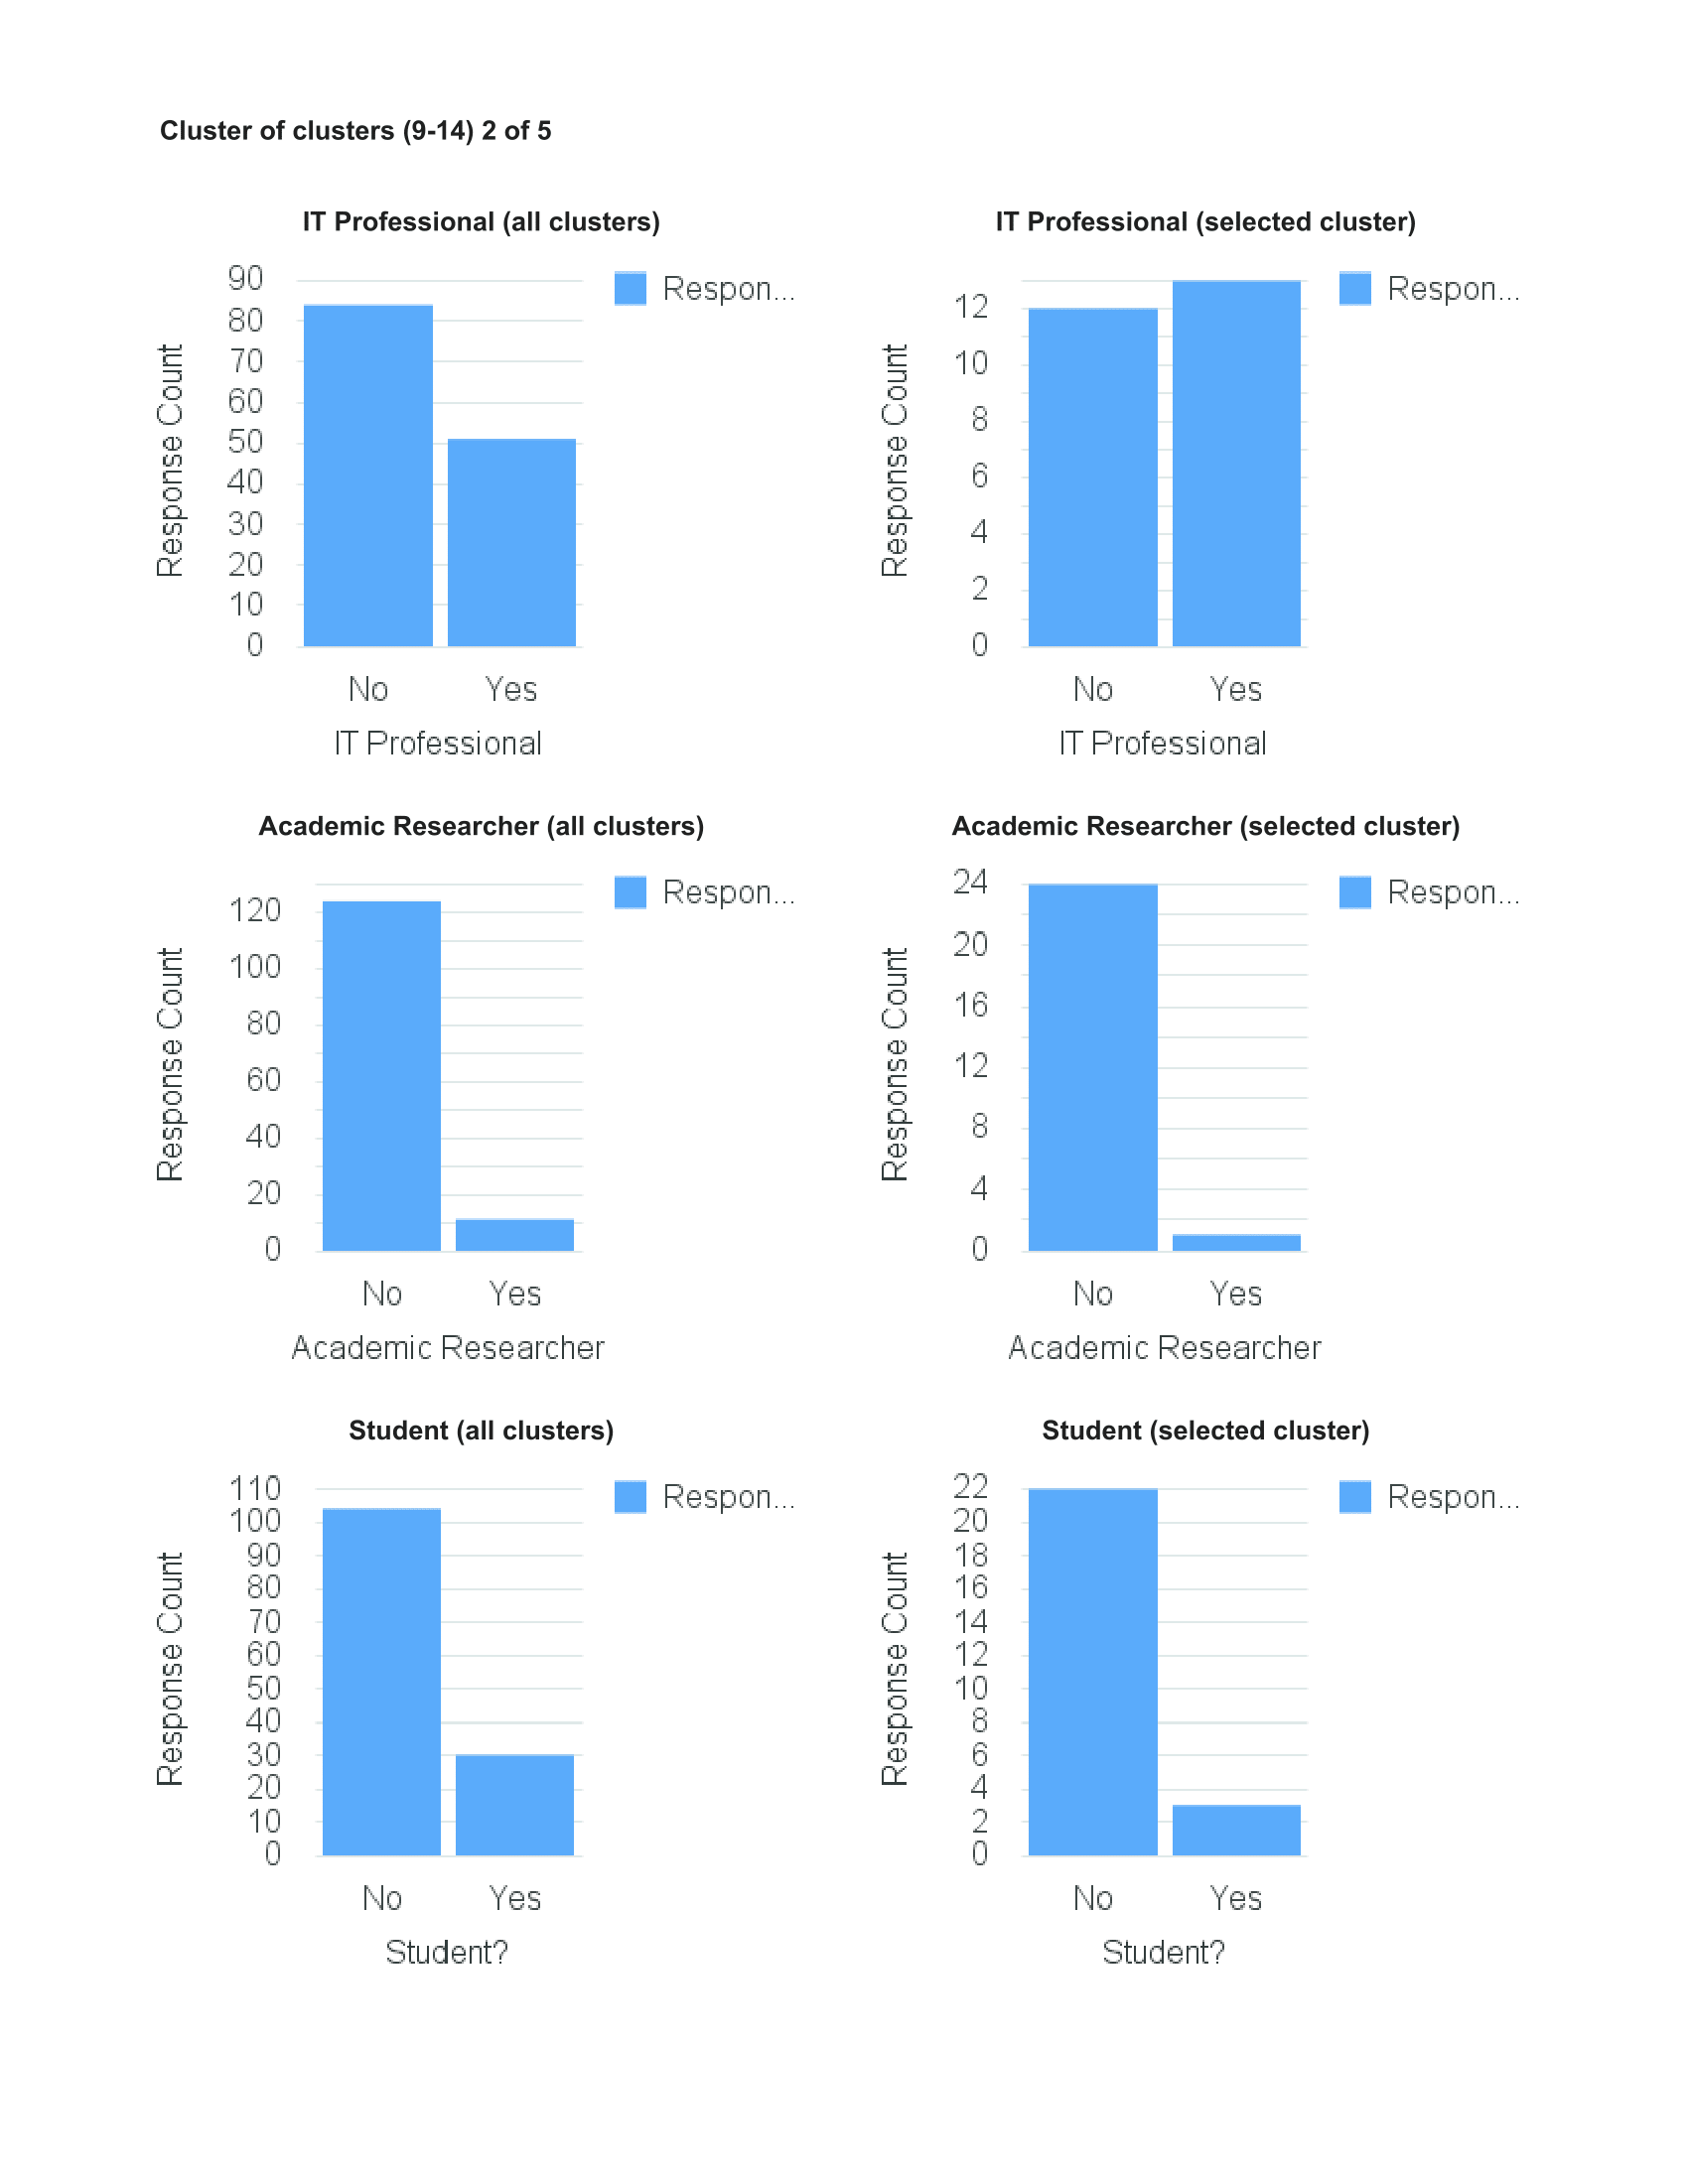 Cluster of clusters (9-14) 2 of 5
IT Professional (all clusters)
90
80
70
60
50
40
30
20
10
0
Response Count
No Yes
IT Professional
Respon...
IT Professional (selected cluster)
12
10
8
6
4
2
0
Response Count
No Yes
IT Professional
Respon...
Academic Researcher (all clusters)
120
100
80
60
40
20
0
Response Count
No Yes
Academic Researcher
Respon...
Academic Researcher (selected cluster)
24
20
16
12
8
4
0
Response Count
No Yes
Academic Researcher
Respon...
Student (all clusters)
110
100
90
80
70
60
50
40
30
20
10
0
Response Count
No Yes
Student?
Respon...
Student (selected cluster)
22
20
18
16
14
12
10
8
6
4
2
0
Response Count
No Yes
Student?
Respon...